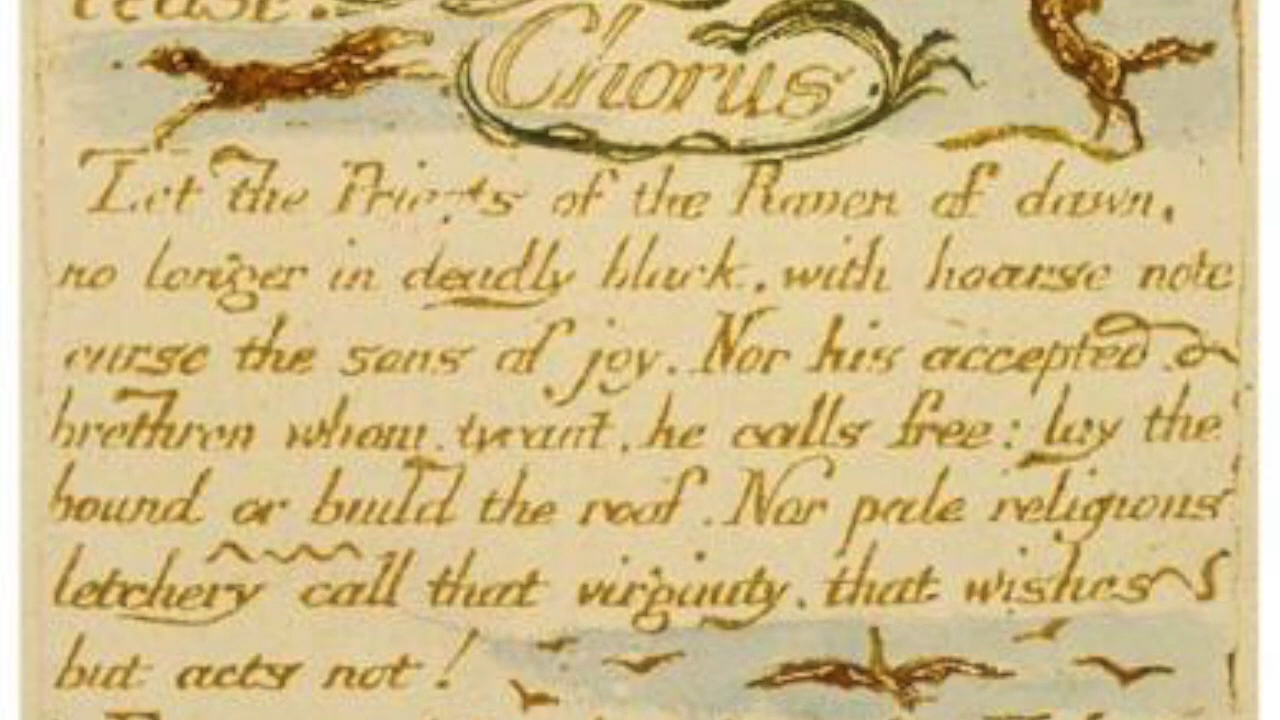 cease.
Chorus
Let the Priests of the Raven of dawn,
no longer in deadly black, with hoarse note
curse the sons of joy. Nor his accepted
brethren whom, tyrant, he calls free: lay the
bound or build the roof. Nor pale religious
letchery call that virginity, that wishes
but acts not!